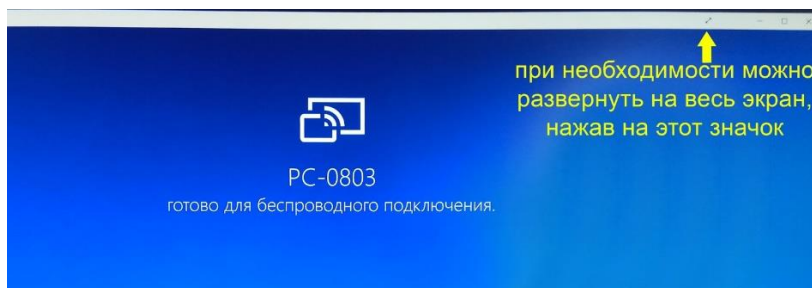 при необходимости можно
развернуть на весь экран,
нажав на этот значок
PC-0803
готово для беспроводного подключения.